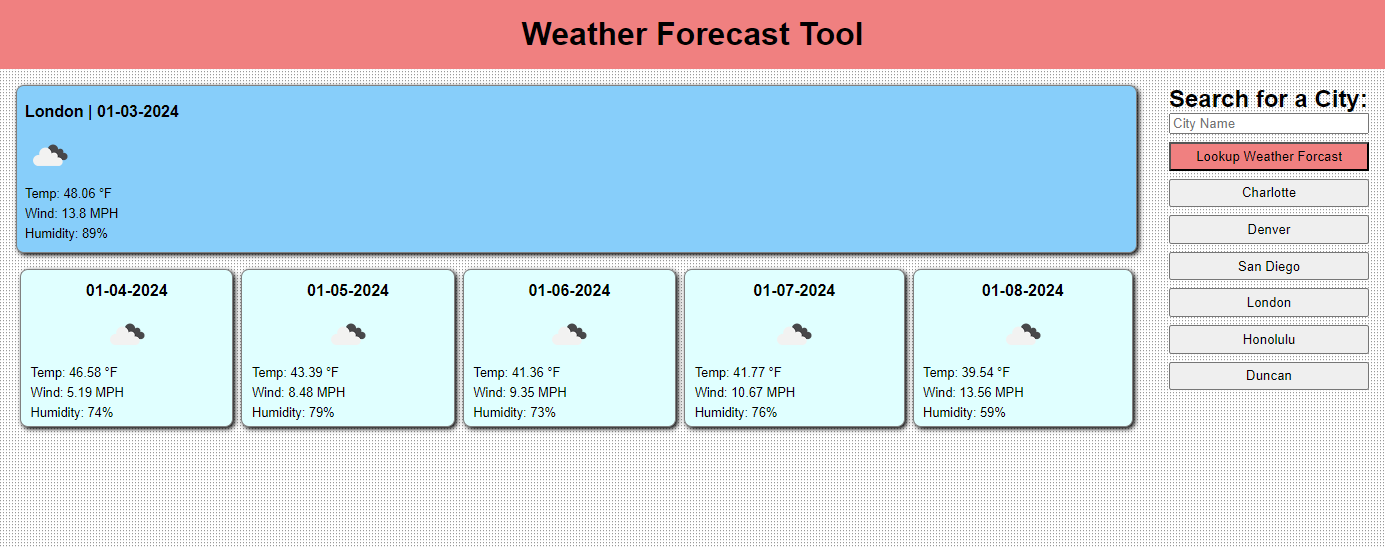 Weather Forecast Tool
London | 01-03-2024
Temp: 48.06 °F
Wind: 13.8 MPH
Humidity: 89%
01-04-2024
Temp: 46.58 °F
Wind: 5.19 MPH
Humidity: 74%
01-05-2024
Temp: 43.39 °F
Wind: 8.48 MPH
Humidity: 79%
01-06-2024
Temp: 41.36 °F
Wind: 9.35 MPH
Humidity: 73%
01-07-2024
Temp: 41.77 °F
Wind: 10.67 MPH
Humidity: 76%
01-08-2024
Temp: 39.54 °F
Wind: 13.56 MPH
Humidity: 59%
Search for a City:
City Name
Lookup Weather Forcast
Charlotte
Denver
San Diego
London
Honolulu
Duncan